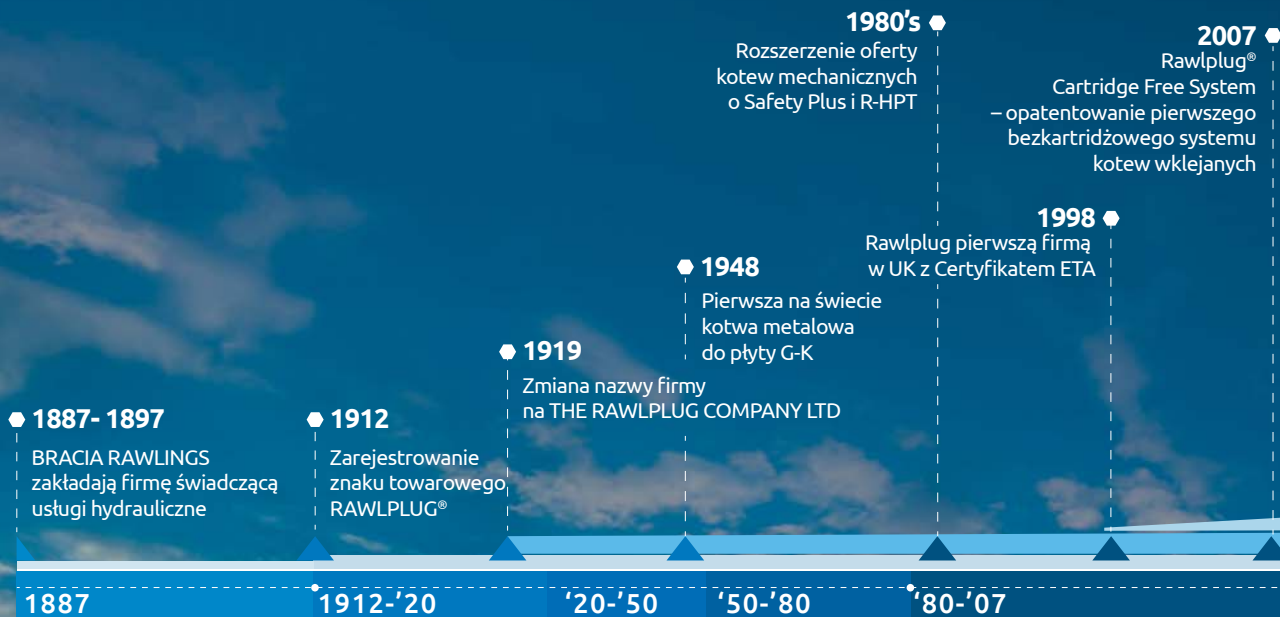 1887- 1897
BRACIA RAWLINGS
zakładają firmę świadczącą
usługi hydrauliczne
1912
Zarejestrowanie
znaku towarowego
RAWLPLUG®
1919
Zmiana nazwy firmy
na THE RAWLPLUG COMPANY LTD
1948
Pierwsza na świecie
kotwa metalowa
do płyty G-K
1980's
Rozszerzenie oferty
kotew mechanicznych
o Safety Plus i R-HPT
1998
Rawlplug pierwszą firmą
w UK z Certyfikatem ETA
2007
Rawlplug®
Cartridge Free System
– opatentowanie pierwszego
bezkartridżowego systemu
kotew wklejanych
1887
1912-’20
‘20-’50
‘50-’80
‘80-’07